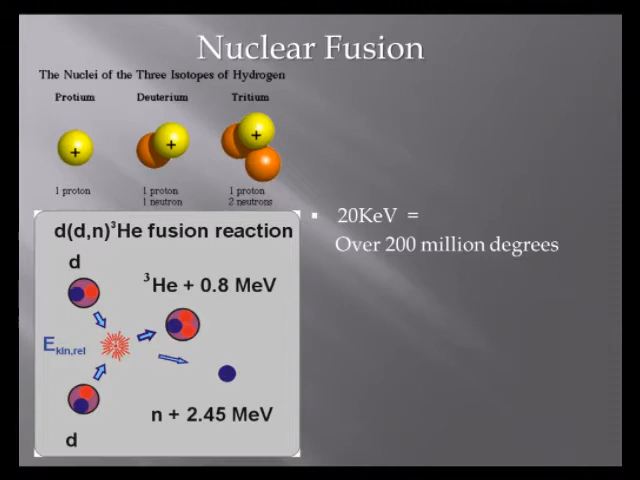 Nuclear Fusion
The Nuclei of the Three Isotopes of Hydrogen
Protium Deuterium Tritium
+ + +
1 proton 1 proton 1 proton
1 neutron 2 neutrons
▪ 20KeV =
Over 200 million degrees
d(d,n)³He fusion reaction
d
³He + 0.8 MeV
Ekin,rel
n + 2.45 MeV
d